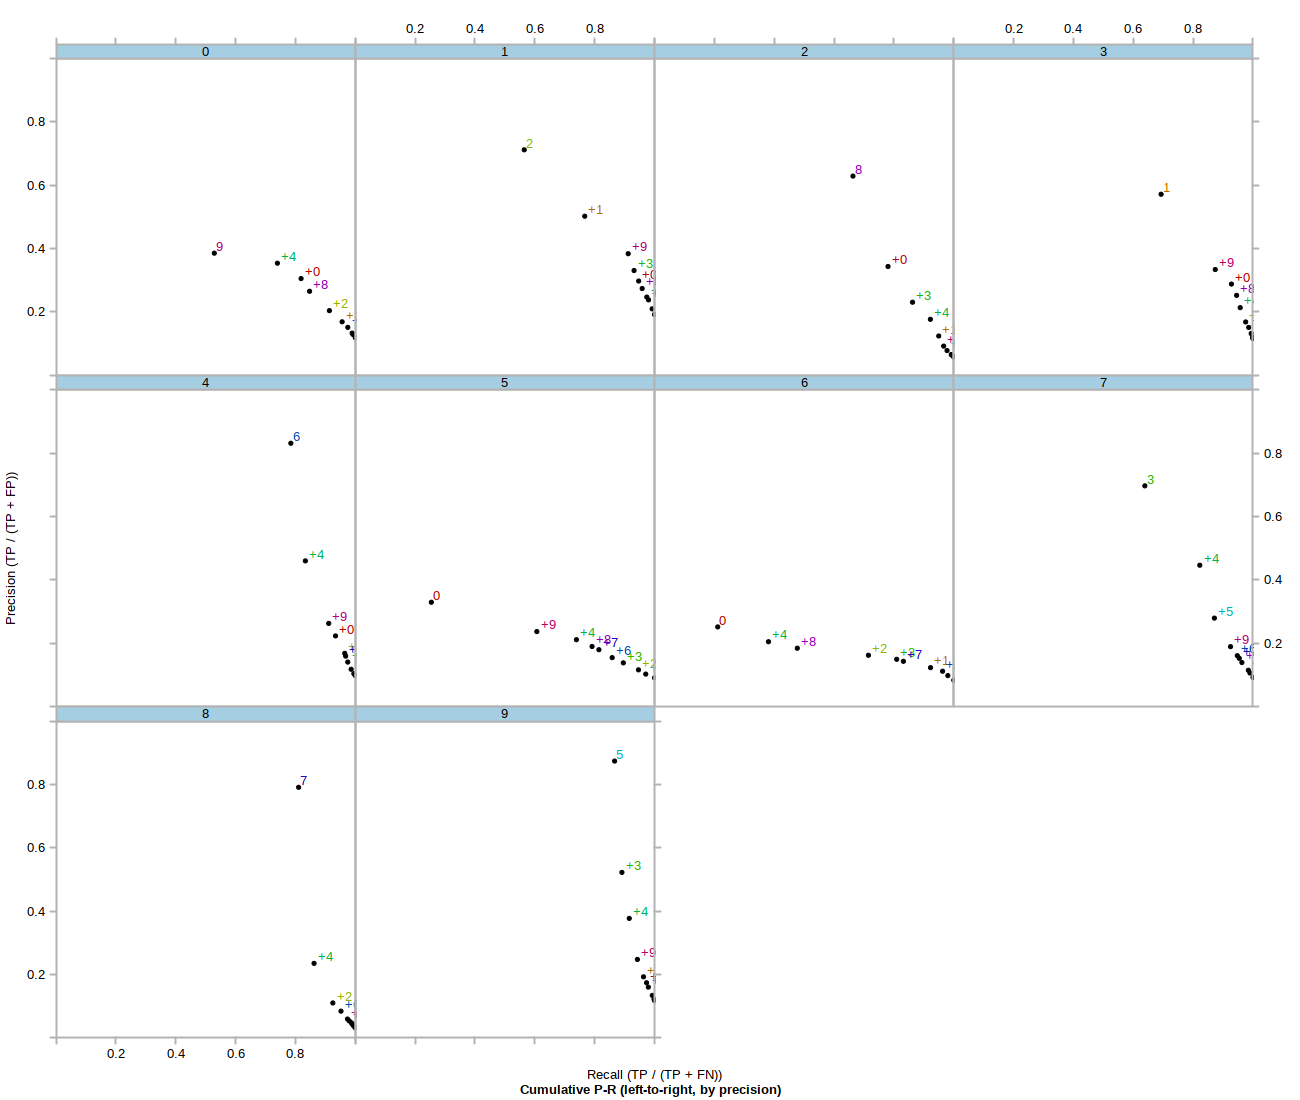 0.2 0.4 0.6 0.8 0.2 0.4 0.6 0.8
0 1 2 3
0.8
0.6
0.4
0.2
9 +4 +0 +8 +2
2 +1 +9 +3
8 +0 +3 +4
1 +9 +0 +8
4 5 6 7
6 +4 +9 +0
0 +9 +4 +8 +7 +6 +3 +2
0 +4 +8 +2 +3 +7 +1
3 +4 +5 +9
0.8
0.6
0.4
0.2
8 9
0.8
0.6
0.4
0.2
7 +4 +2
5 +3 +4 +9
0.2 0.4 0.6 0.8
Precision (TP / (TP + FP))
Recall (TP / (TP + FN))
Cumulative P-R (left-to-right, by precision)